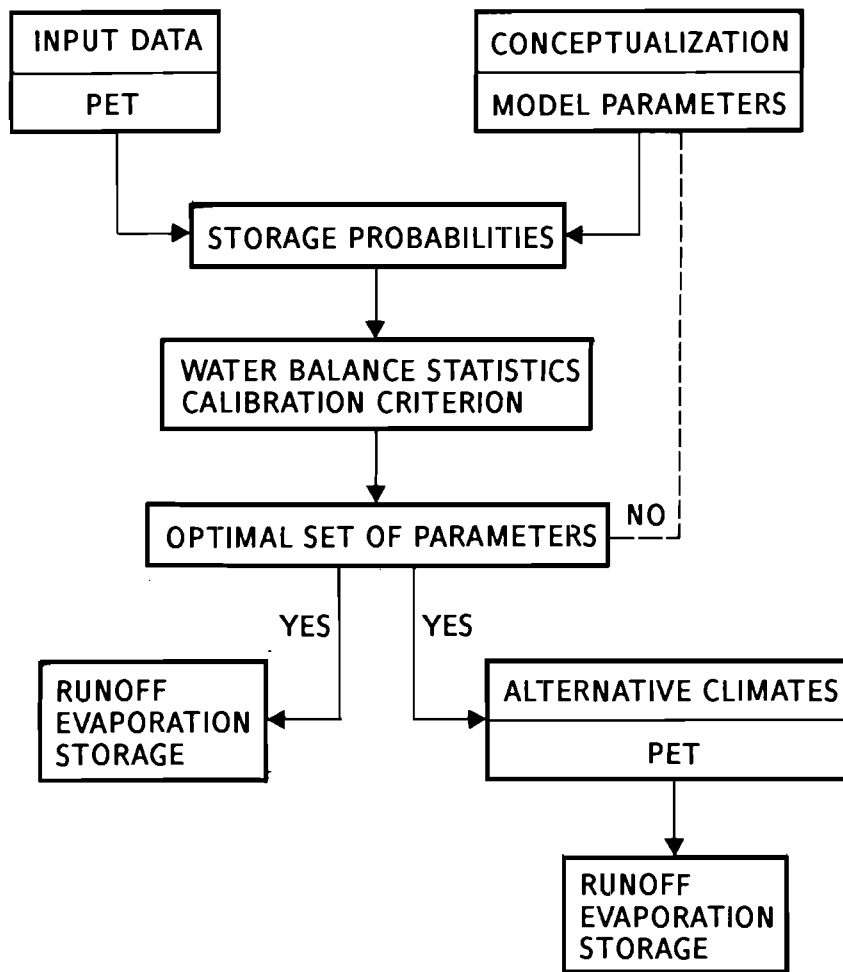 INPUT DATA
PET
CONCEPTUALIZATION
MODEL PARAMETERS
STORAGE PROBABILITIES
WATER BALANCE STATISTICS
CALIBRATION CRITERION
OPTIMAL SET OF PARAMETERS
NO
YES
YES
RUNOFF
EVAPORATION
STORAGE
ALTERNATIVE CLIMATES
PET
RUNOFF
EVAPORATION
STORAGE